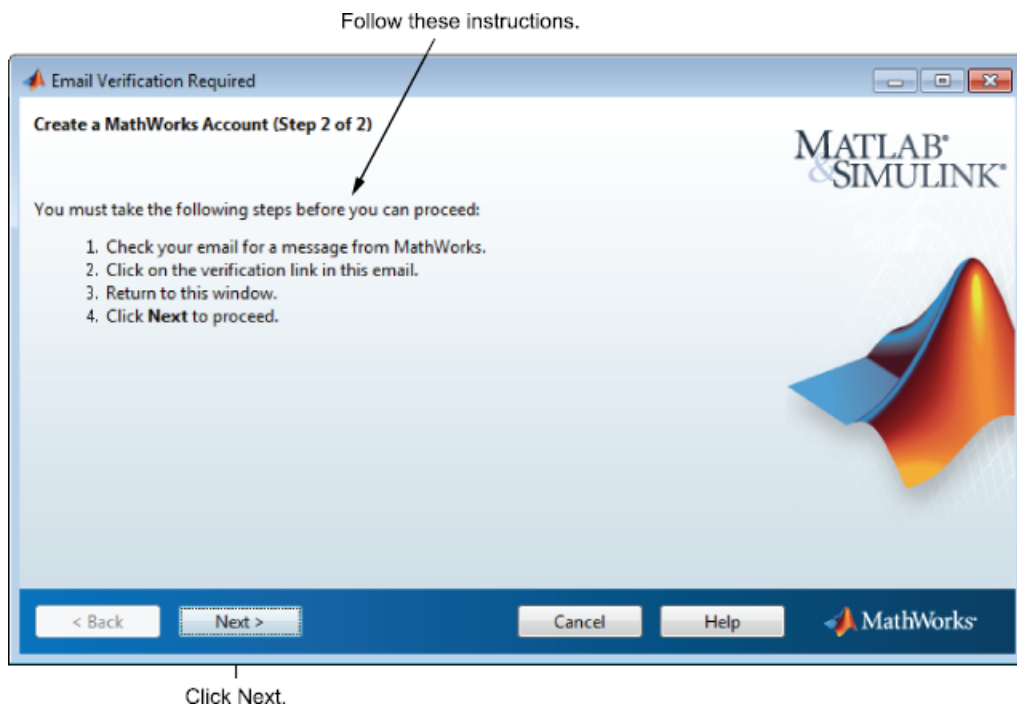 Follow these instructions.
Email Verification Required
Create a MathWorks Account (Step 2 of 2)
MATLAB®
&SIMULINK®
You must take the following steps before you can proceed:
1. Check your email for a message from MathWorks.
2. Click on the verification link in this email.
3. Return to this window.
4. Click Next to proceed.
< Back Next > Cancel Help MathWorks®
Click Next.